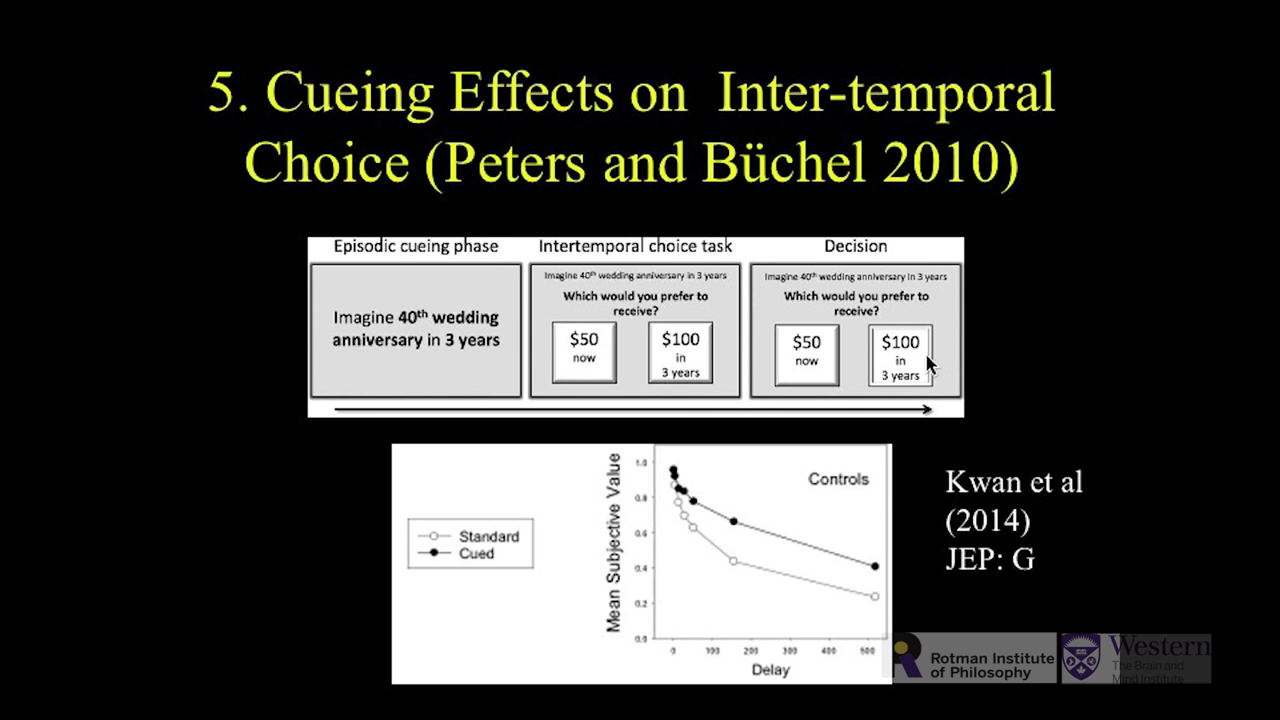 5. Cueing Effects on Inter-temporal
Choice (Peters and Büchel 2010)
Episodic cueing phase
Intertemporal choice task
Decision
Imagine 40th wedding
anniversary in 3 years
Imagine 40th wedding anniversary in 3 years
Which would you prefer to
receive?
$50
now
$100
in
3 years
Imagine 40th wedding anniversary in 3 years
Which would you prefer to
receive?
$50
now
$100
in
3 years
Standard
Cued
Mean Subjective Value
1.0
0.8
0.6
0.4
0.2
0.0
Controls
0 100 200 300 400 500
Delay
Kwan et al
(2014)
JEP: G
Rotman Institute
of Philosophy
Western
The Brain and
Mind Institute